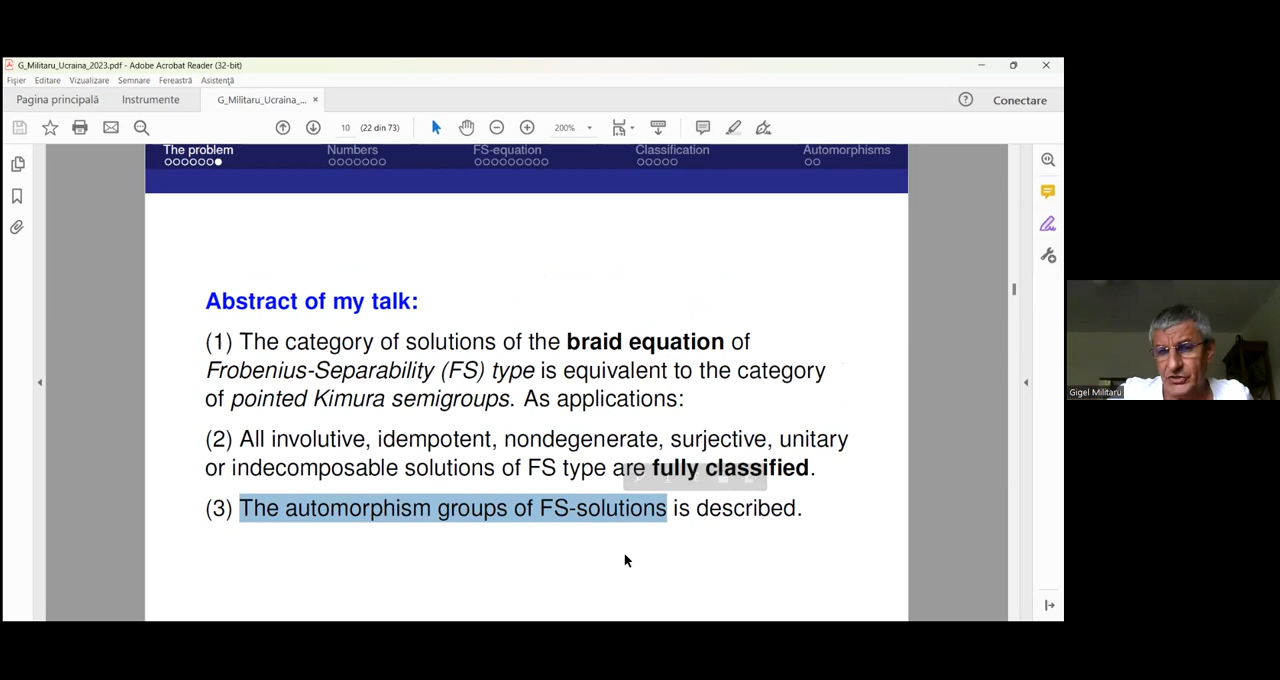 G_Militaru_Ucraina_2023.pdf - Adobe Acrobat Reader (32-bit)
Fișier Editare Vizualizare Semnare Fereastră Asistență
Pagina principală Instrumente G_Militaru_Ucraina_... × Conectare
10 (22 din 73) 200%
The problem Numbers FS-equation Classification Automorphisms
Abstract of my talk:
(1) The category of solutions of the braid equation of
Frobenius-Separability (FS) type is equivalent to the category
of pointed Kimura semigroups. As applications:
(2) All involutive, idempotent, nondegenerate, surjective, unitary
or indecomposable solutions of FS type are fully classified.
(3) The automorphism groups of FS-solutions is described.
Gigel Militaru